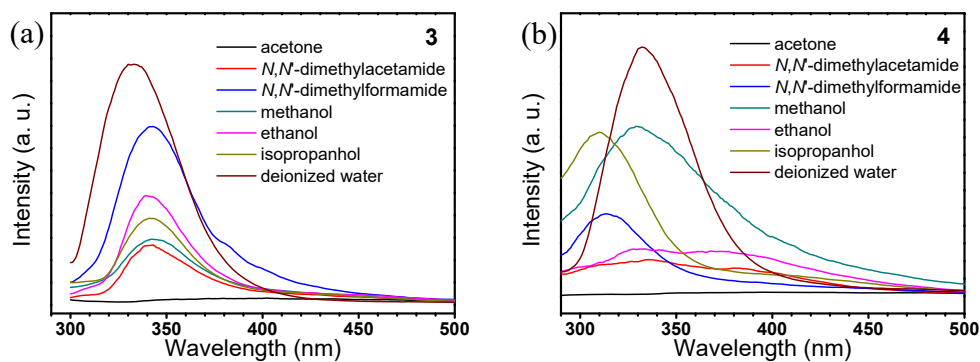 (a)
3
acetone
N,N'-dimethylacetamide
N,N'-dimethylformamide
methanol
ethanol
isopropanhol
deionized water
Intensity (a. u.)
300 350 400 450 500
Wavelength (nm)
(b)
4
acetone
N,N'-dimethylacetamide
N,N'-dimethylformamide
methanol
ethanol
isopropanhol
deionized water
Intensity (a. u.)
300 350 400 450 500
Wavelength (nm)